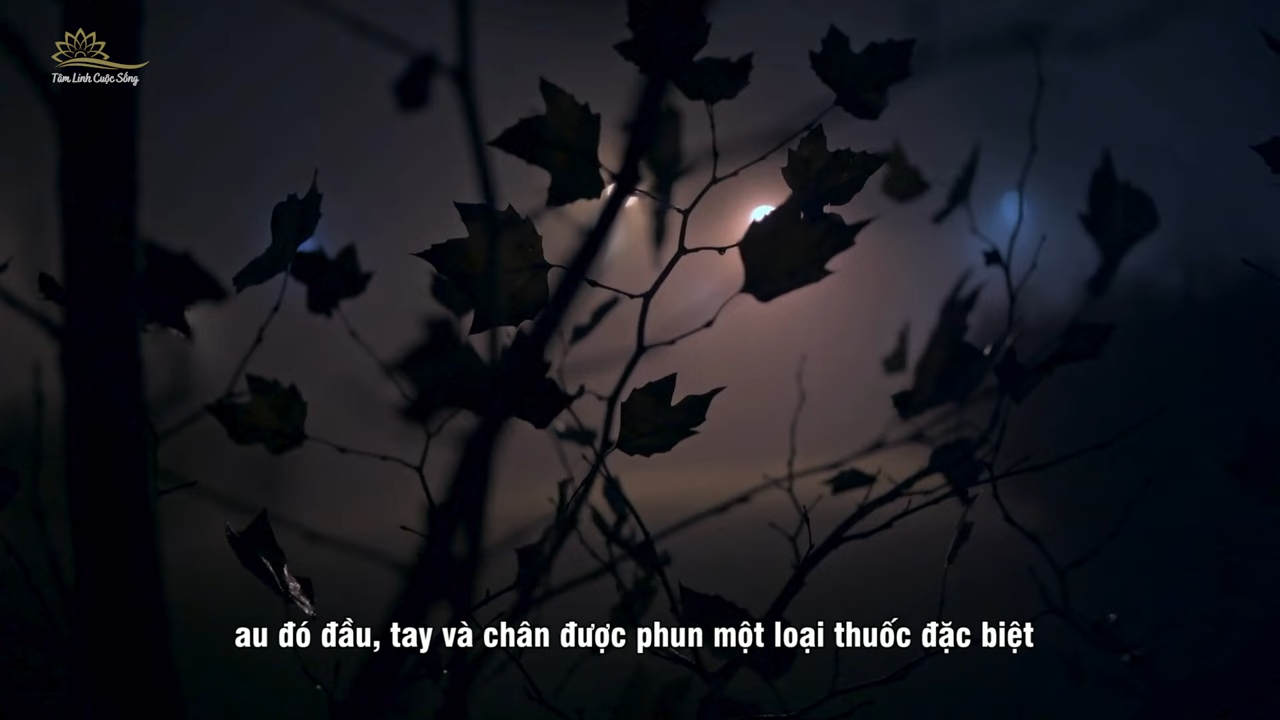 Tâm Linh Cuộc Sống
au đó đầu, tay và chân được phun một loại thuốc đặc biệt